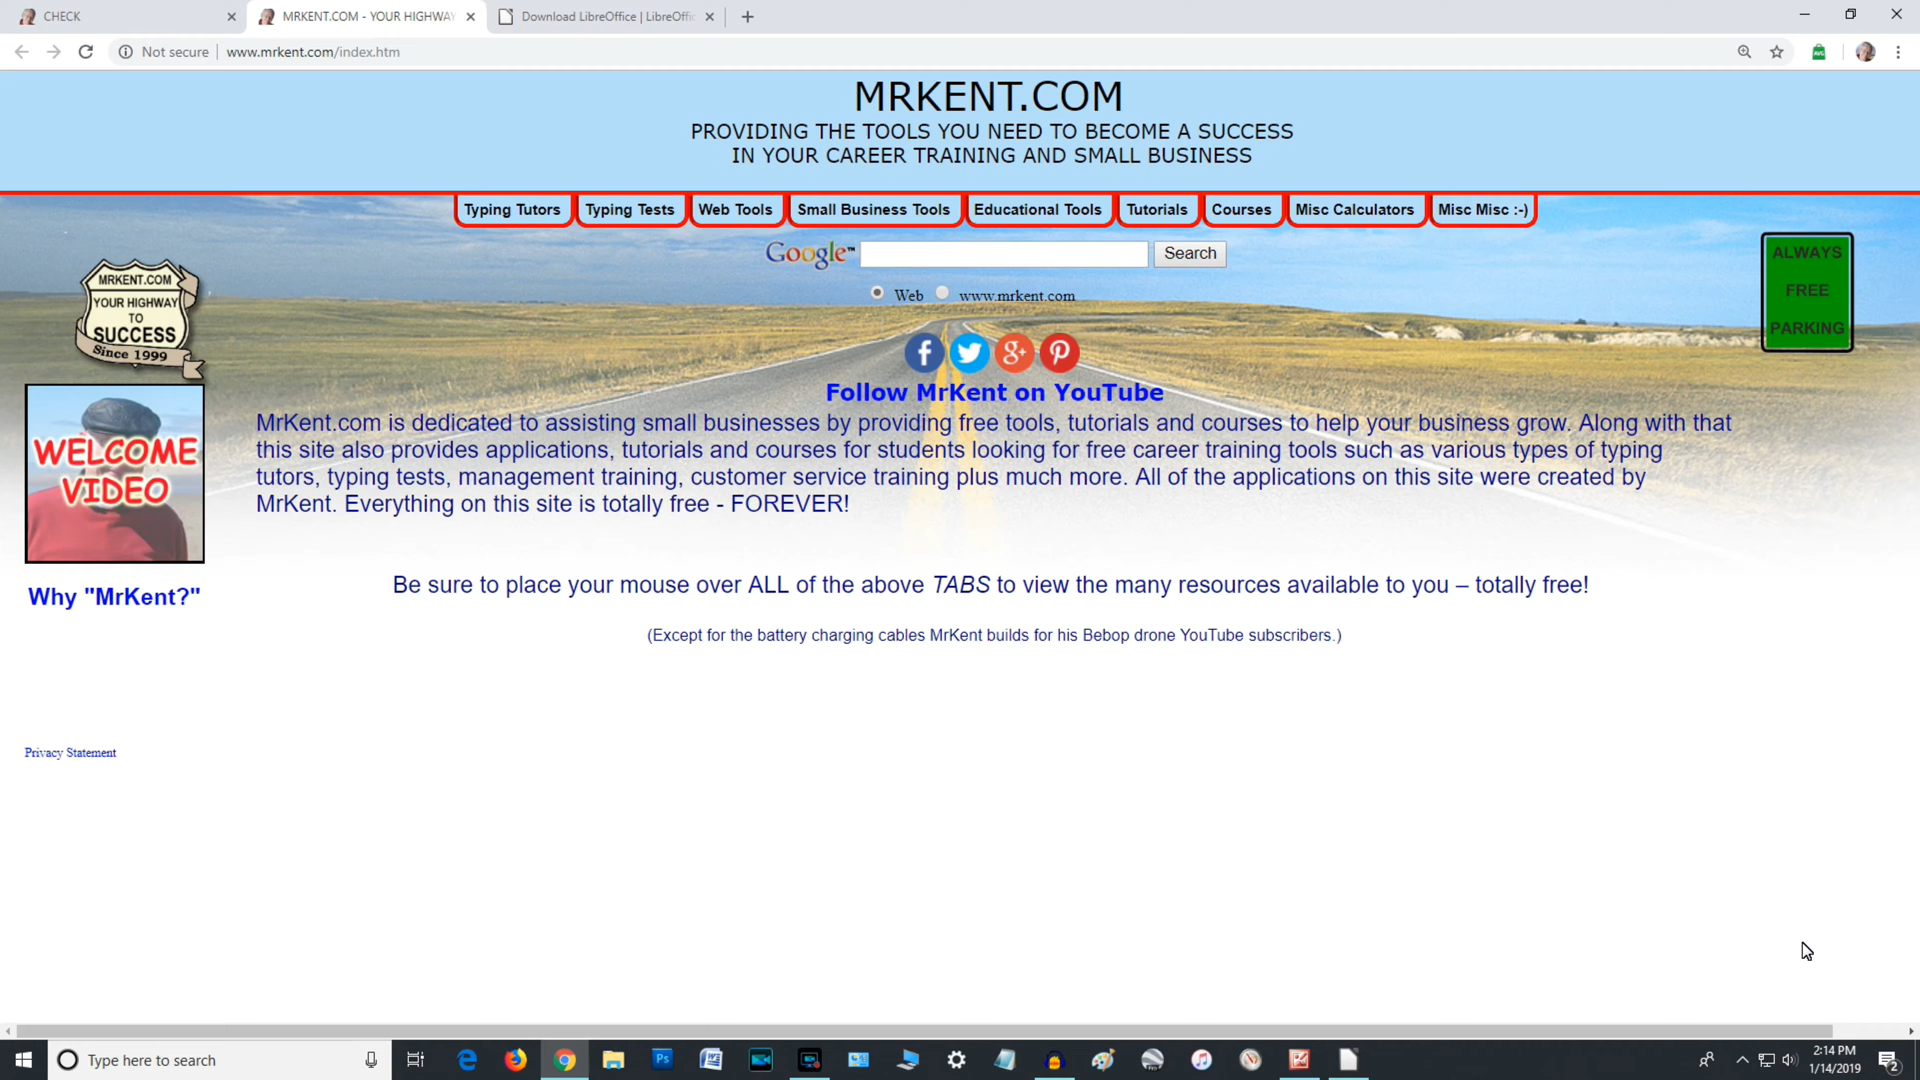 CHECK
MRKENT.COM - YOUR HIGHWAY
Download LibreOffice | LibreOffi
Not secure
www.mrkent.com/index.htm
MRKENT.COM
PROVIDING THE TOOLS YOU NEED TO BECOME A SUCCESS
IN YOUR CAREER TRAINING AND SMALL BUSINESS
Typing Tutors
Typing Tests
Web Tools
Small Business Tools
Educational Tools
Tutorials
Courses
Misc Calculators
Misc Misc :-)
Google™
Search
Web
www.mrkent.com
MRKENT.COM
YOUR HIGHWAY
TO
SUCCESS
Since 1999
ALWAYS
FREE
PARKING
Follow MrKent on YouTube
MrKent.com is dedicated to assisting small businesses by providing free tools, tutorials and courses to help your business grow. Along with that
this site also provides applications, tutorials and courses for students looking for free career training tools such as various types of typing
tutors, typing tests, management training, customer service training plus much more. All of the applications on this site were created by
MrKent. Everything on this site is totally free - FOREVER!
WELCOME
VIDEO
Why "MrKent?"
Be sure to place your mouse over ALL of the above TABS to view the many resources available to you – totally free!
(Except for the battery charging cables MrKent builds for his Bebop drone YouTube subscribers.)
Privacy Statement
Type here to search
2:14 PM
1/14/2019
2